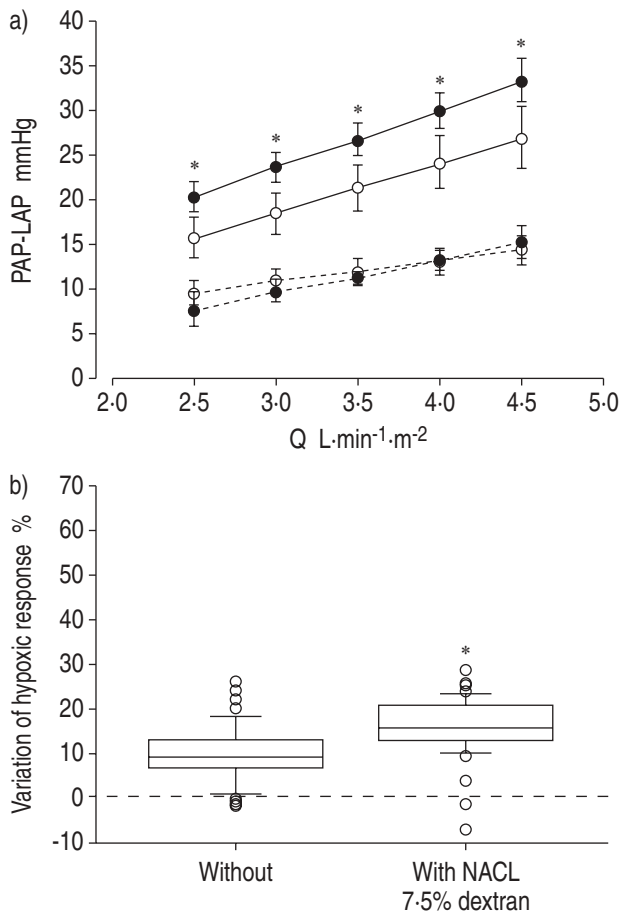 a)
40
35
30
25
20
15
10
5
0
PAP-LAP mmHg
* * * * *
2·0 2·5 3·0 3·5 4·0 4·5 5·0
Q L·min⁻¹·m⁻²
b)
70
60
50
40
30
20
10
0
-10
Variation of hypoxic response %
*
Without With NACL
7·5% dextran